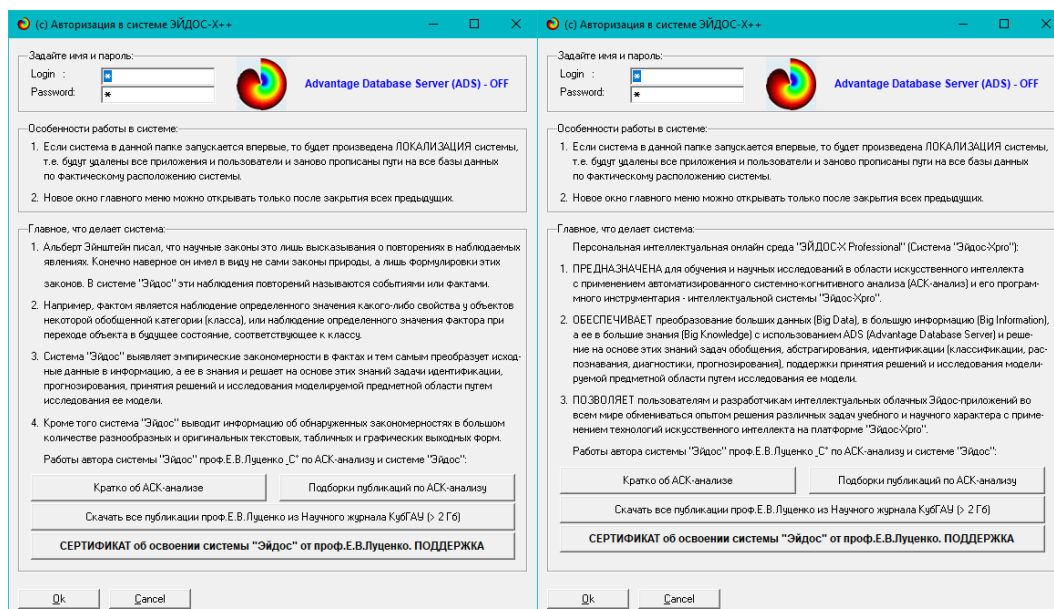 (с) Авторизация в системе ЭЙДОС-X++
Задайте имя и пароль:
Login :
*
Password:
*
Advantage Database Server (ADS) - OFF
Особенности работы в системе:
1. Если система в данной папке запускается впервые, то будет произведена ЛОКАЛИЗАЦИЯ системы,
т.е. будут удалены все приложения и пользователи и заново прописаны пути на все базы данных
по фактическому расположению системы.
2. Новое окно главного меню можно открывать только после закрытия всех предыдущих.
Главное, что делает система:
1. Альберт Эйнштейн писал, что научные законы это лишь высказывания о повторениях в наблюдаемых
явлениях. Конечно наверное он имел в виду не сами законы природы, а лишь формулировки этих
законов. В системе "Эйдос" эти наблюдения повторений называются событиями или фактами.
2. Например, фактом является наблюдение определенного значения какого-либо свойства у объектов
некоторой обобщенной категории (класса), или наблюдение определенного значения фактора при
переходе объекта в будущее состояние, соответствующее к классу.
3. Система "Эйдос" выявляет эмпирические закономерности в фактах и тем самым преобразует исход-
ные данные в информацию, а ее в знания и решает на основе этих знаний задачи идентификации,
прогнозирования, принятия решений и исследования моделируемой предметной области путем
исследования ее модели.
4. Кроме того система "Эйдос" выводит информацию об обнаруженных закономерностях в большом
количестве разнообразных и оригинальных текстовых, табличных и графических выходных форм.
Работы автора системы "Эйдос" проф.Е.В.Луценко_С° по АСК-анализу и системе "Эйдос":
Кратко об АСК-анализе
Подборки публикаций по АСК-анализу
Скачать все публикации проф.Е.В.Луценко из Научного журнала КубГАУ (> 2 Гб)
СЕРТИФИКАТ об освоении системы "Эйдос" от проф.Е.В.Луценко. ПОДДЕРЖКА
Ok
Cancel
(с) Авторизация в системе ЭЙДОС-X++
Задайте имя и пароль:
Login :
*
Password:
*
Advantage Database Server (ADS) - OFF
Особенности работы в системе:
1. Если система в данной папке запускается впервые, то будет произведена ЛОКАЛИЗАЦИЯ системы,
т.е. будут удалены все приложения и пользователи и заново прописаны пути на все базы данных
по фактическому расположению системы.
2. Новое окно главного меню можно открывать только после закрытия всех предыдущих.
Главное, что делает система:
Персональная интеллектуальная онлайн среда "ЭЙДОС-X Professional" (Система "Эйдос-Xpro"):
1. ПРЕДНАЗНАЧЕНА для обучения и научных исследований в области искусственного интеллекта
с применением автоматизированного системно-когнитивного анализа (АСК-анализ) и его програм-
много инструментария - интеллектуальной системы "Эйдос-Xpro".
2. ОБЕСПЕЧИВАЕТ преобразование больших данных (Big Data), в большую информацию (Big Information),
а ее в большие знания (Big Knowledge) с использованием ADS (Advantage Database Server) и реше-
ние на основе этих знаний задач обобщения, абстрагирования, идентификации (классификации, рас-
познавания, диагностики, прогнозирования), поддержки принятия решений и исследования модели-
руемой предметной области путем исследования ее модели.
3. ПОЗВОЛЯЕТ пользователям и разработчикам интеллектуальных облачных Эйдос-приложений во
всем мире обмениваться опытом решения различных задач учебного и научного характера с приме-
нением технологий искусственного интеллекта на платформе "Эйдос-Xpro".
Работы автора системы "Эйдос" проф.Е.В.Луценко_С° по АСК-анализу и системе "Эйдос":
Кратко об АСК-анализе
Подборки публикаций по АСК-анализу
Скачать все публикации проф.Е.В.Луценко из Научного журнала КубГАУ (> 2 Гб)
СЕРТИФИКАТ об освоении системы "Эйдос" от проф.Е.В.Луценко. ПОДДЕРЖКА
Ok
Cancel